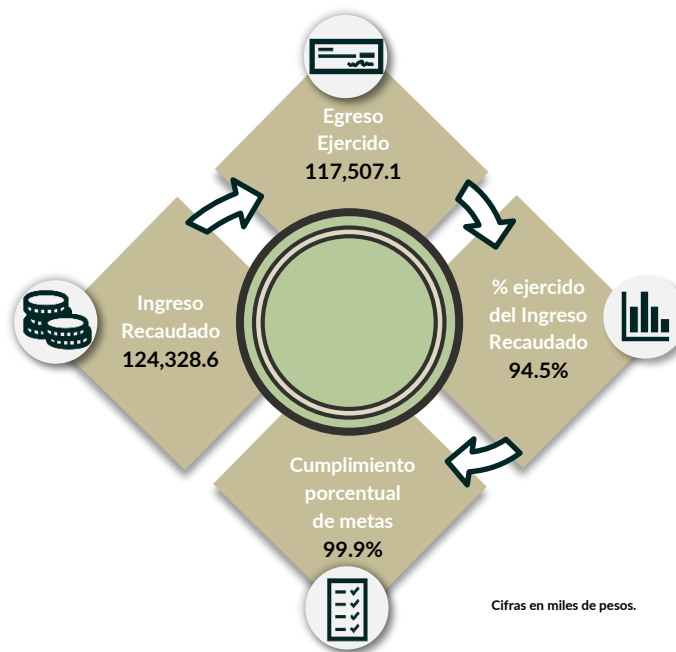 Egreso
Ejercido
117,507.1
Ingreso
Recaudado
124,328.6
% ejercido
del Ingreso
Recaudado
94.5%
Cumplimiento
porcentual
de metas
99.9%
Cifras en miles de pesos.